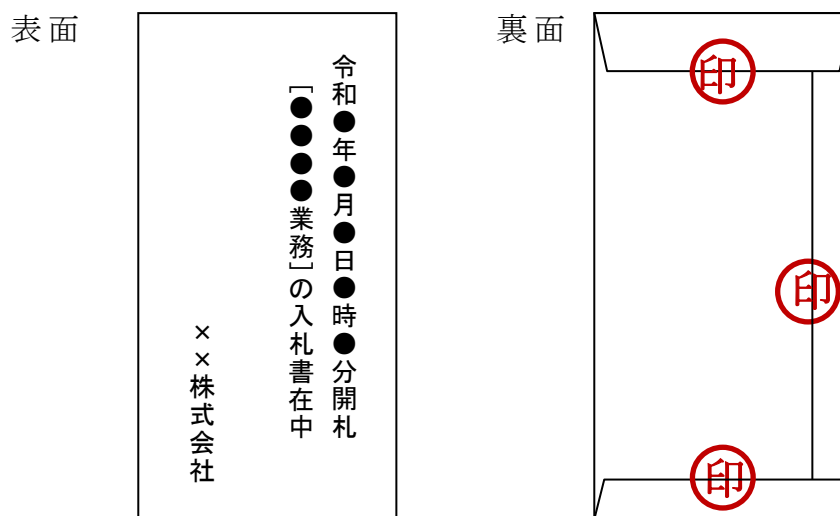 表面
令和●年●月●日●時●分開札
［●●●●業務］の入札書在中
××株式会社
裏面
印
印
印